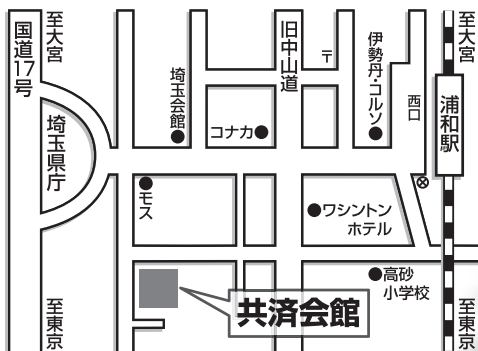 至大宮
国道17号
旧中山道
〒
伊勢丹・コルソ
至大宮
埼玉会館
コナカ
西口
浦和駅
埼玉県庁
モス
ワシントン
ホテル
高砂
小学校
共済会館
至東京
至東京